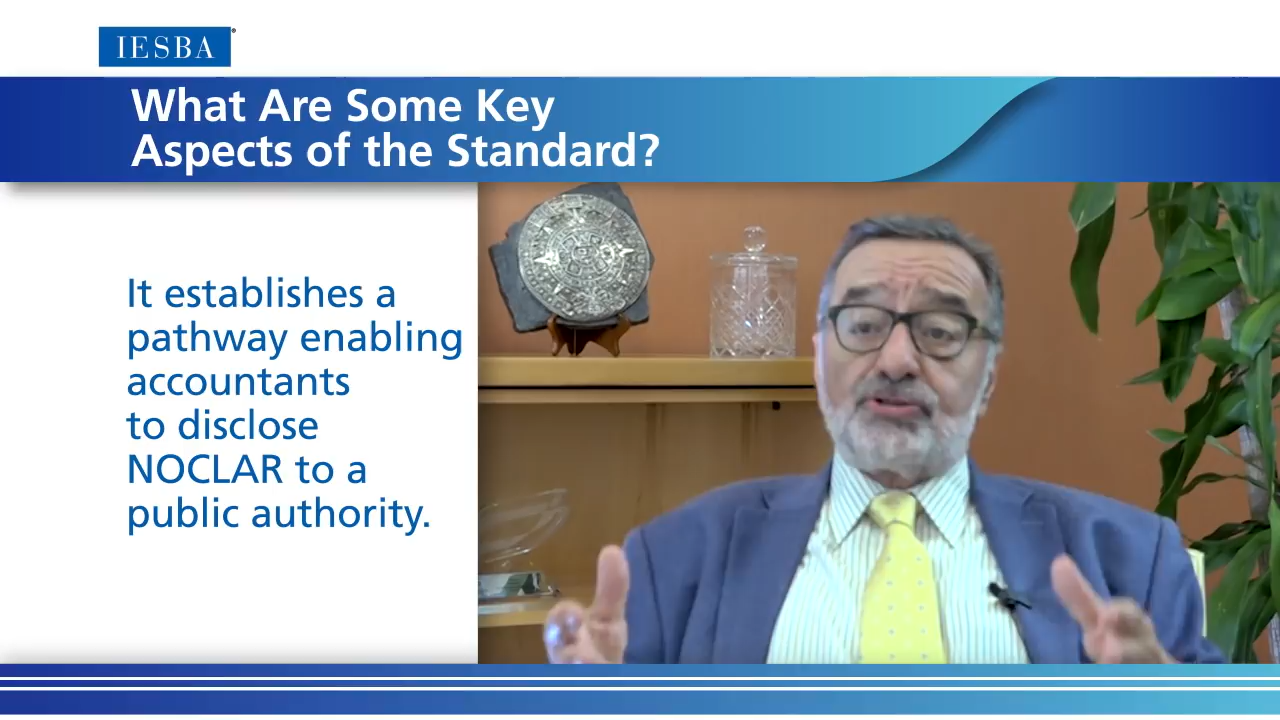 IESBA®
What Are Some Key
Aspects of the Standard?
It establishes a
pathway enabling
accountants
to disclose
NOCLAR to a
public authority.